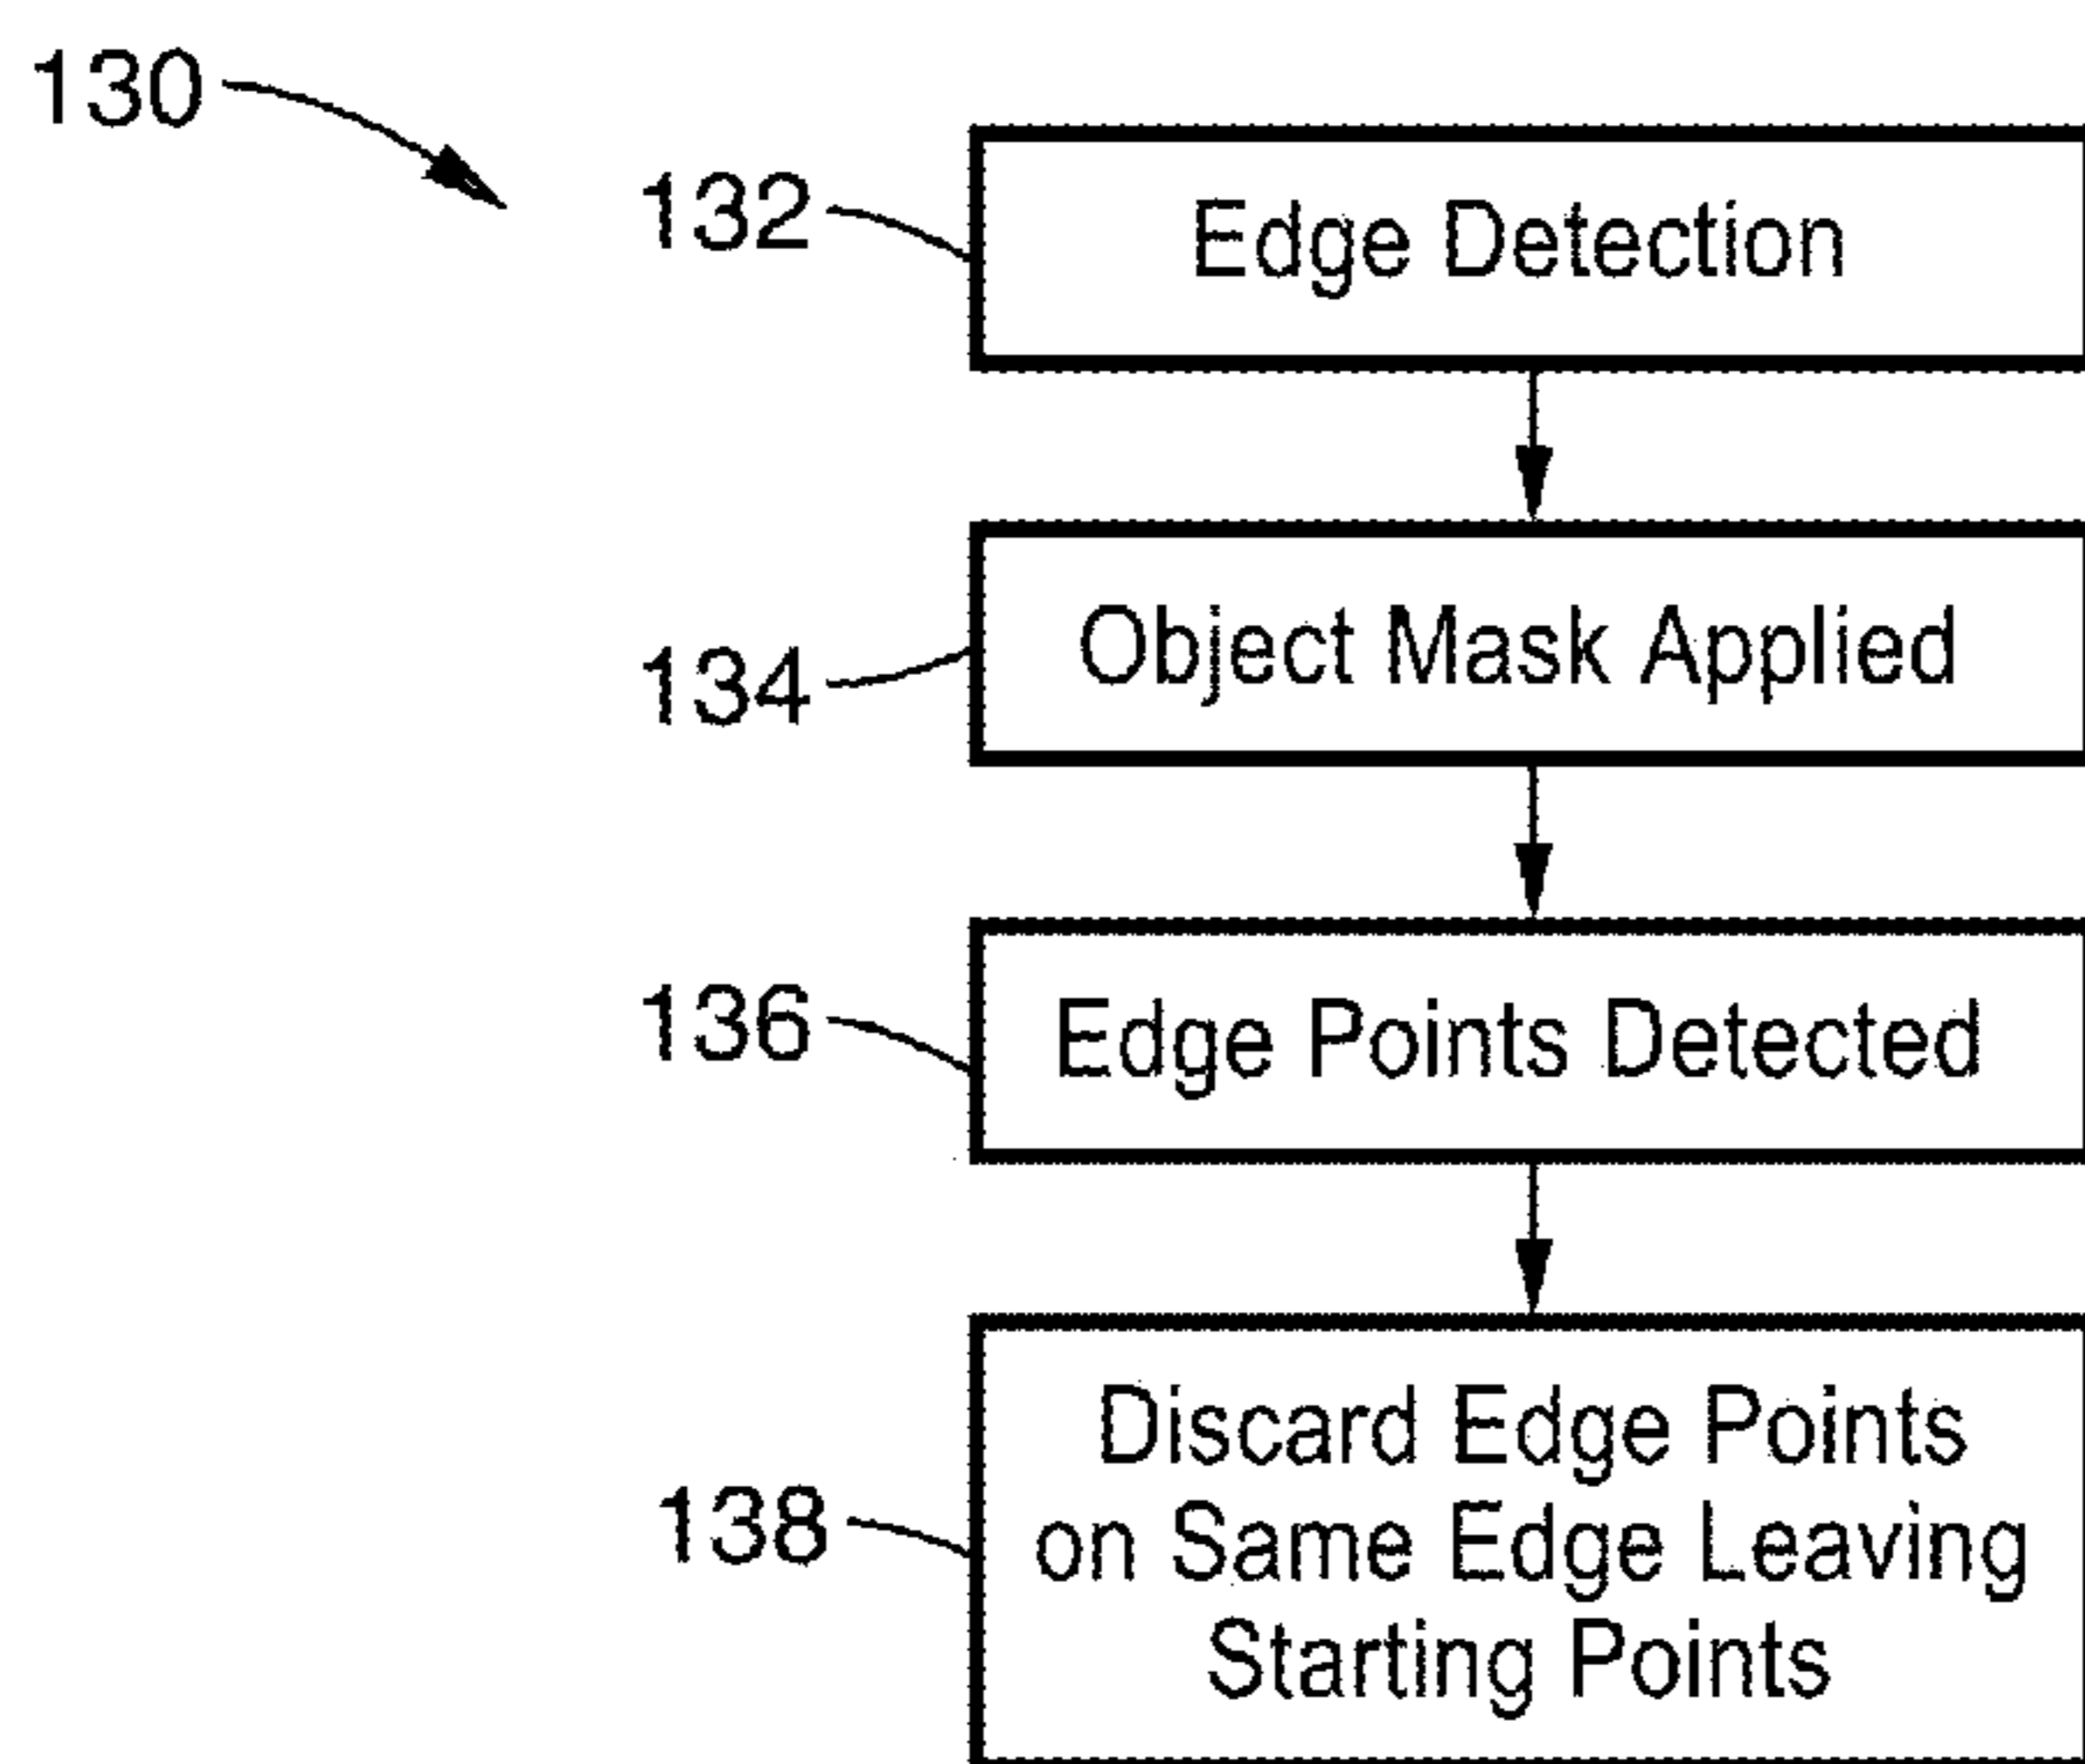 130
132
Edge Detection
134
Object Mask Applied
136
Edge Points Detected
138
Discard Edge Points
on Same Edge Leaving
Starting Points